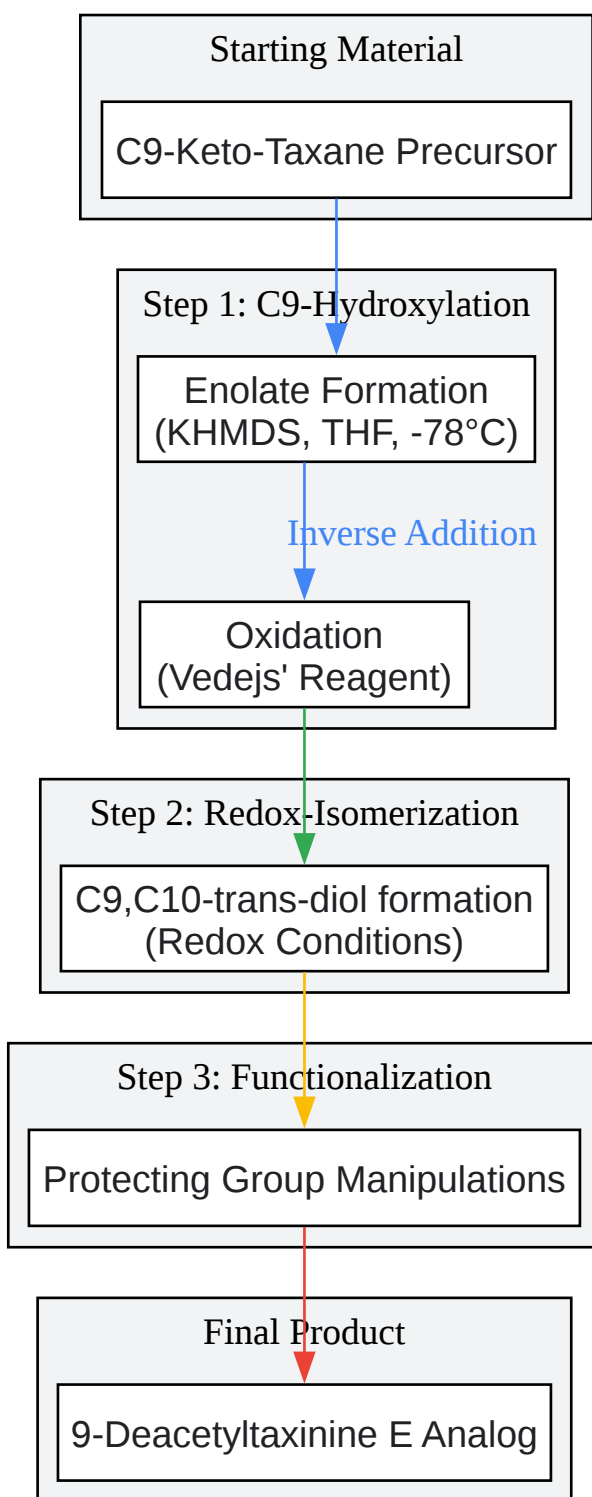 Starting Material
C9-Keto-Taxane Precursor
Step 1: C9-Hydroxylation
Enolate Formation
(KHMDS, THF, -78°C)
Inverse Addition
Oxidation
(Vedejs' Reagent)
Step 2: Redox-Isomerization
C9,C10-trans-diol formation
(Redox Conditions)
Step 3: Functionalization
Protecting Group Manipulations
Final Product
9-Deacetyltaxinine E Analog